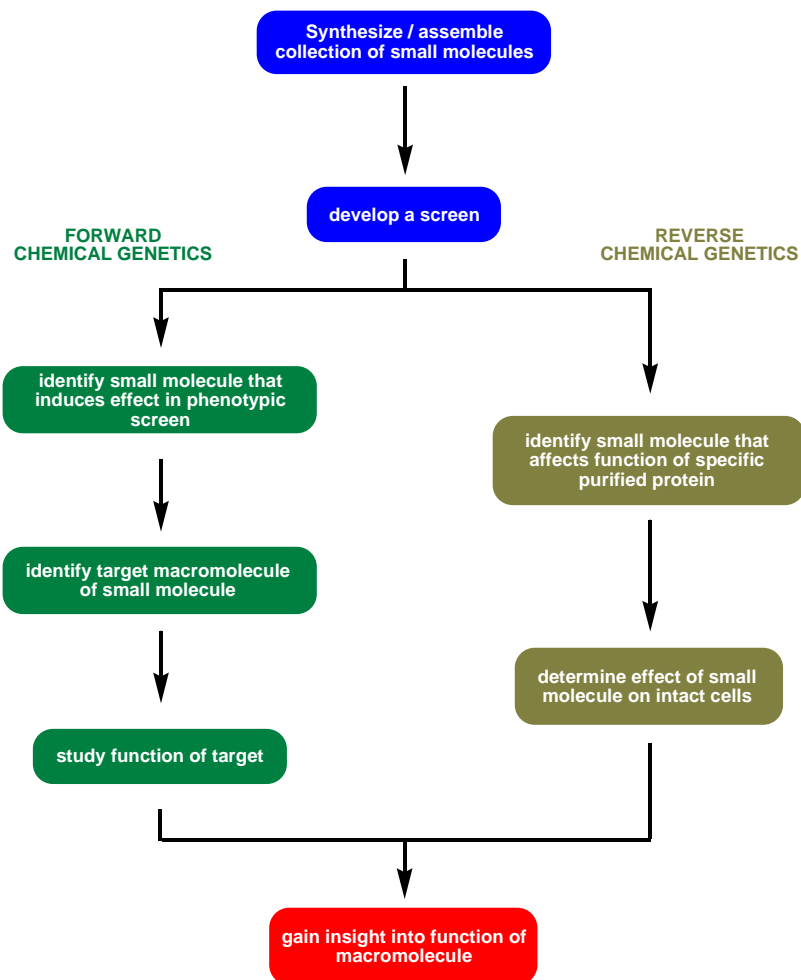 Synthesize / assemble
collection of small molecules
develop a screen
FORWARD
CHEMICAL GENETICS
REVERSE
CHEMICAL GENETICS
identify small molecule that
induces effect in phenotypic
screen
identify small molecule that
affects function of specific
purified protein
identify target macromolecule
of small molecule
determine effect of small
molecule on intact cells
study function of target
gain insight into function of
macromolecule